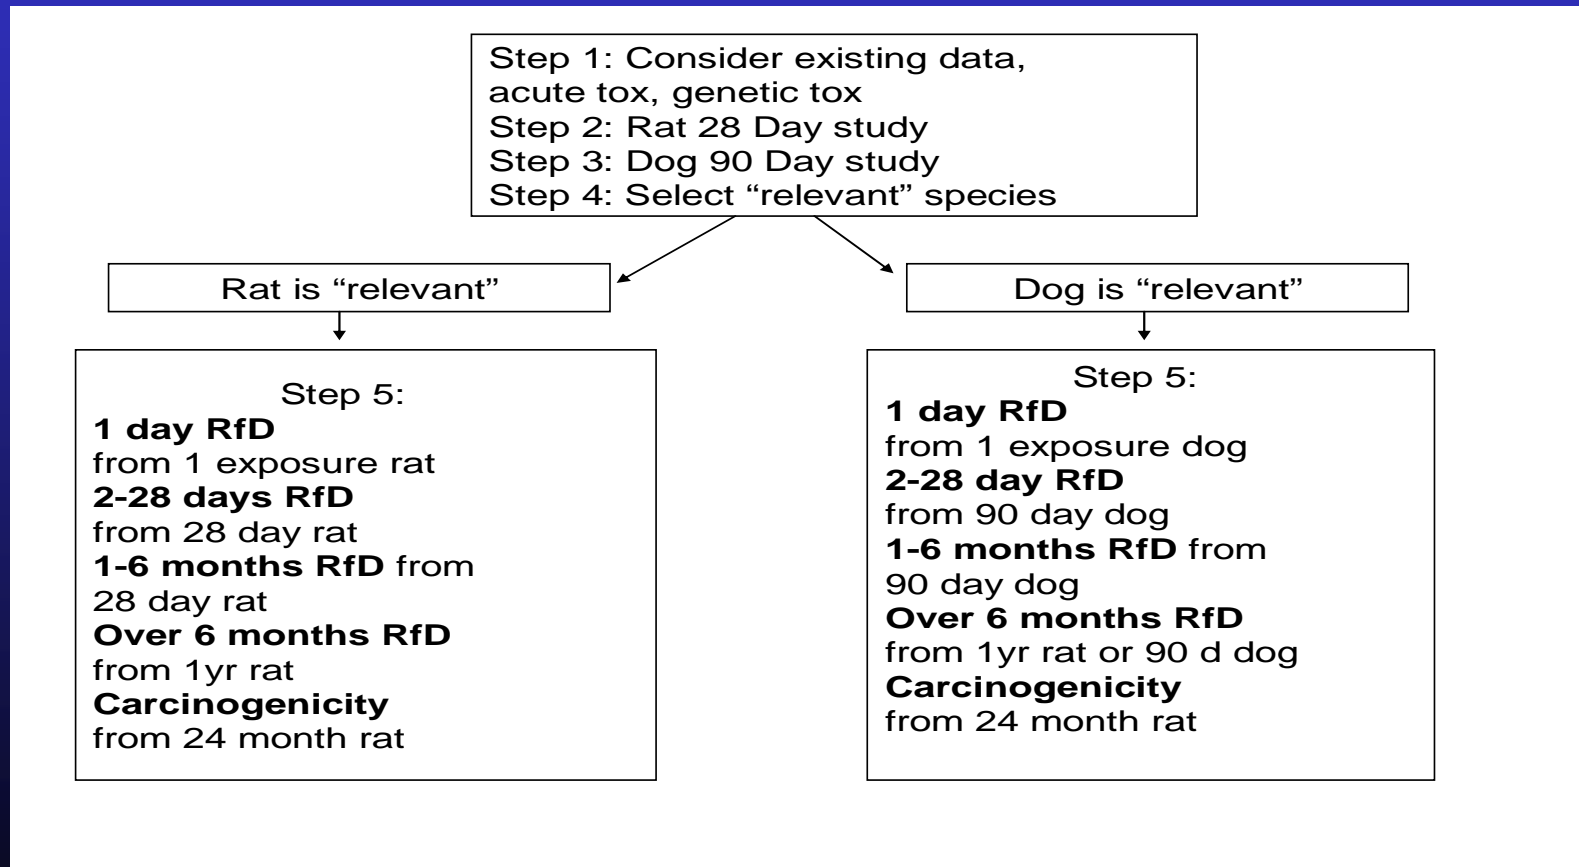 Step 1: Consider existing data,
acute tox, genetic tox
Step 2: Rat 28 Day study
Step 3: Dog 90 Day study
Step 4: Select “relevant” species
Rat is “relevant”
Dog is “relevant”
Step 5:
1 day RfD
from 1 exposure rat
2-28 days RfD
from 28 day rat
1-6 months RfD from
28 day rat
Over 6 months RfD
from 1yr rat
Carcinogenicity
from 24 month rat
Step 5:
1 day RfD
from 1 exposure dog
2-28 day RfD
from 90 day dog
1-6 months RfD from
90 day dog
Over 6 months RfD
from 1yr rat or 90 d dog
Carcinogenicity
from 24 month rat